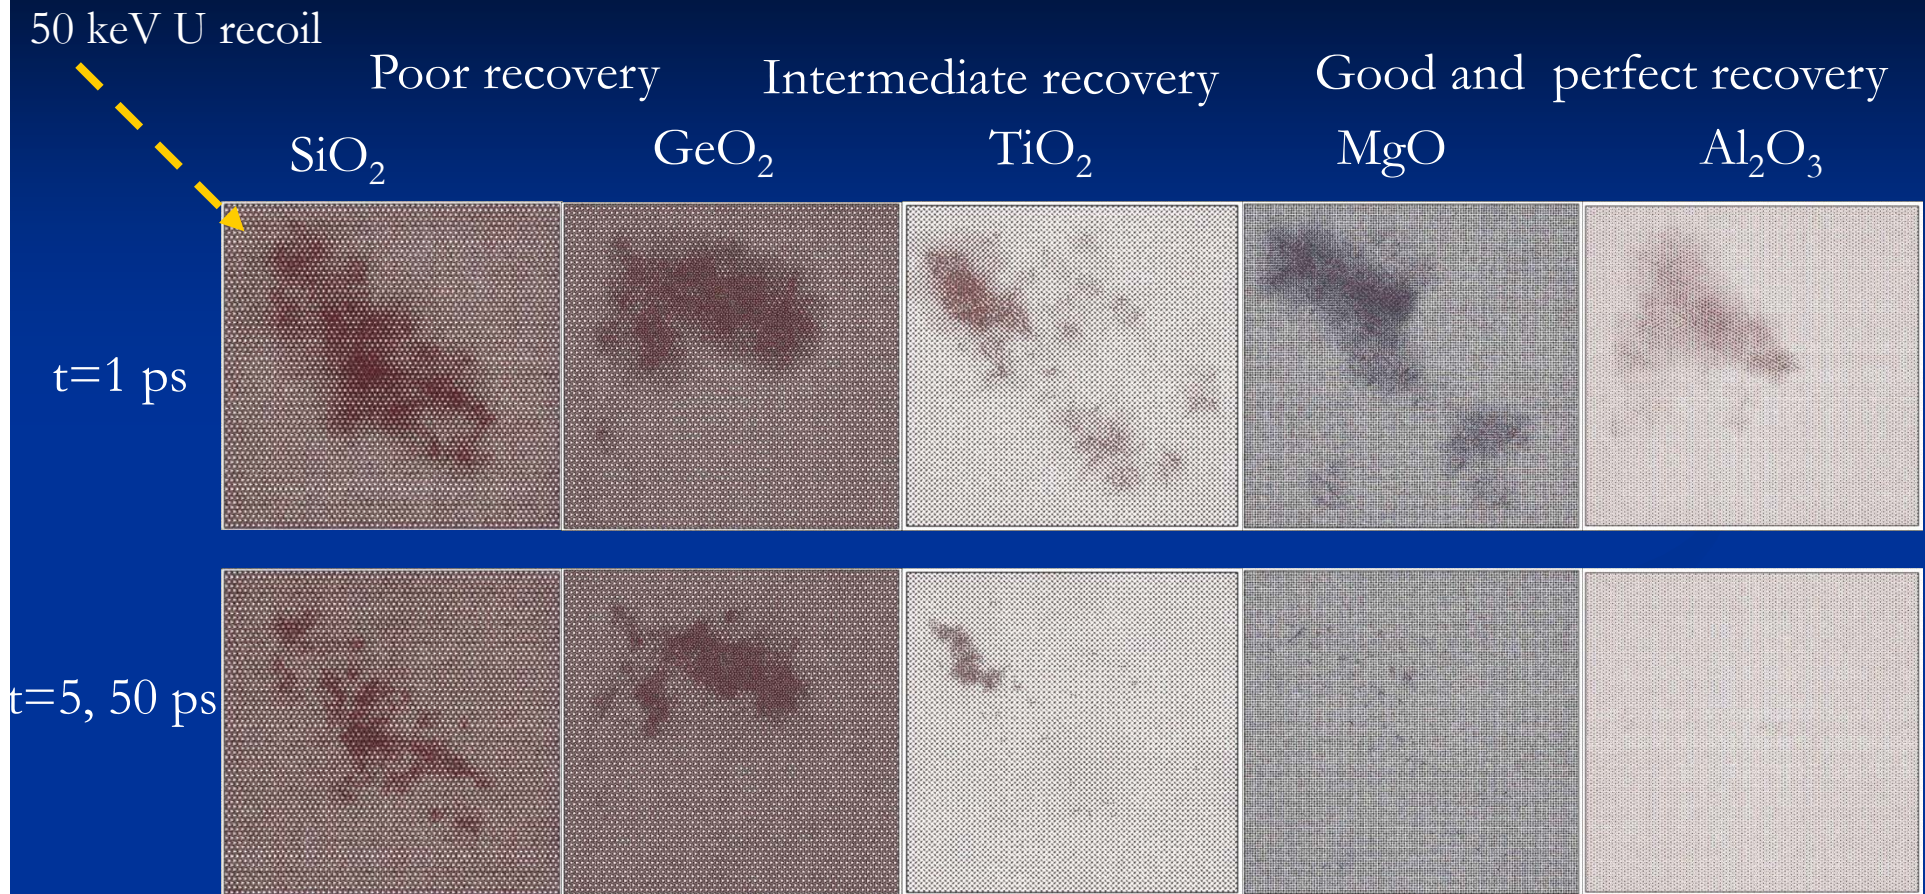 50 keV U recoil
Poor recovery
Intermediate recovery
Good and perfect recovery
SiO₂
GeO₂
TiO₂
MgO
Al₂O₃
t=1 ps
t=5, 50 ps